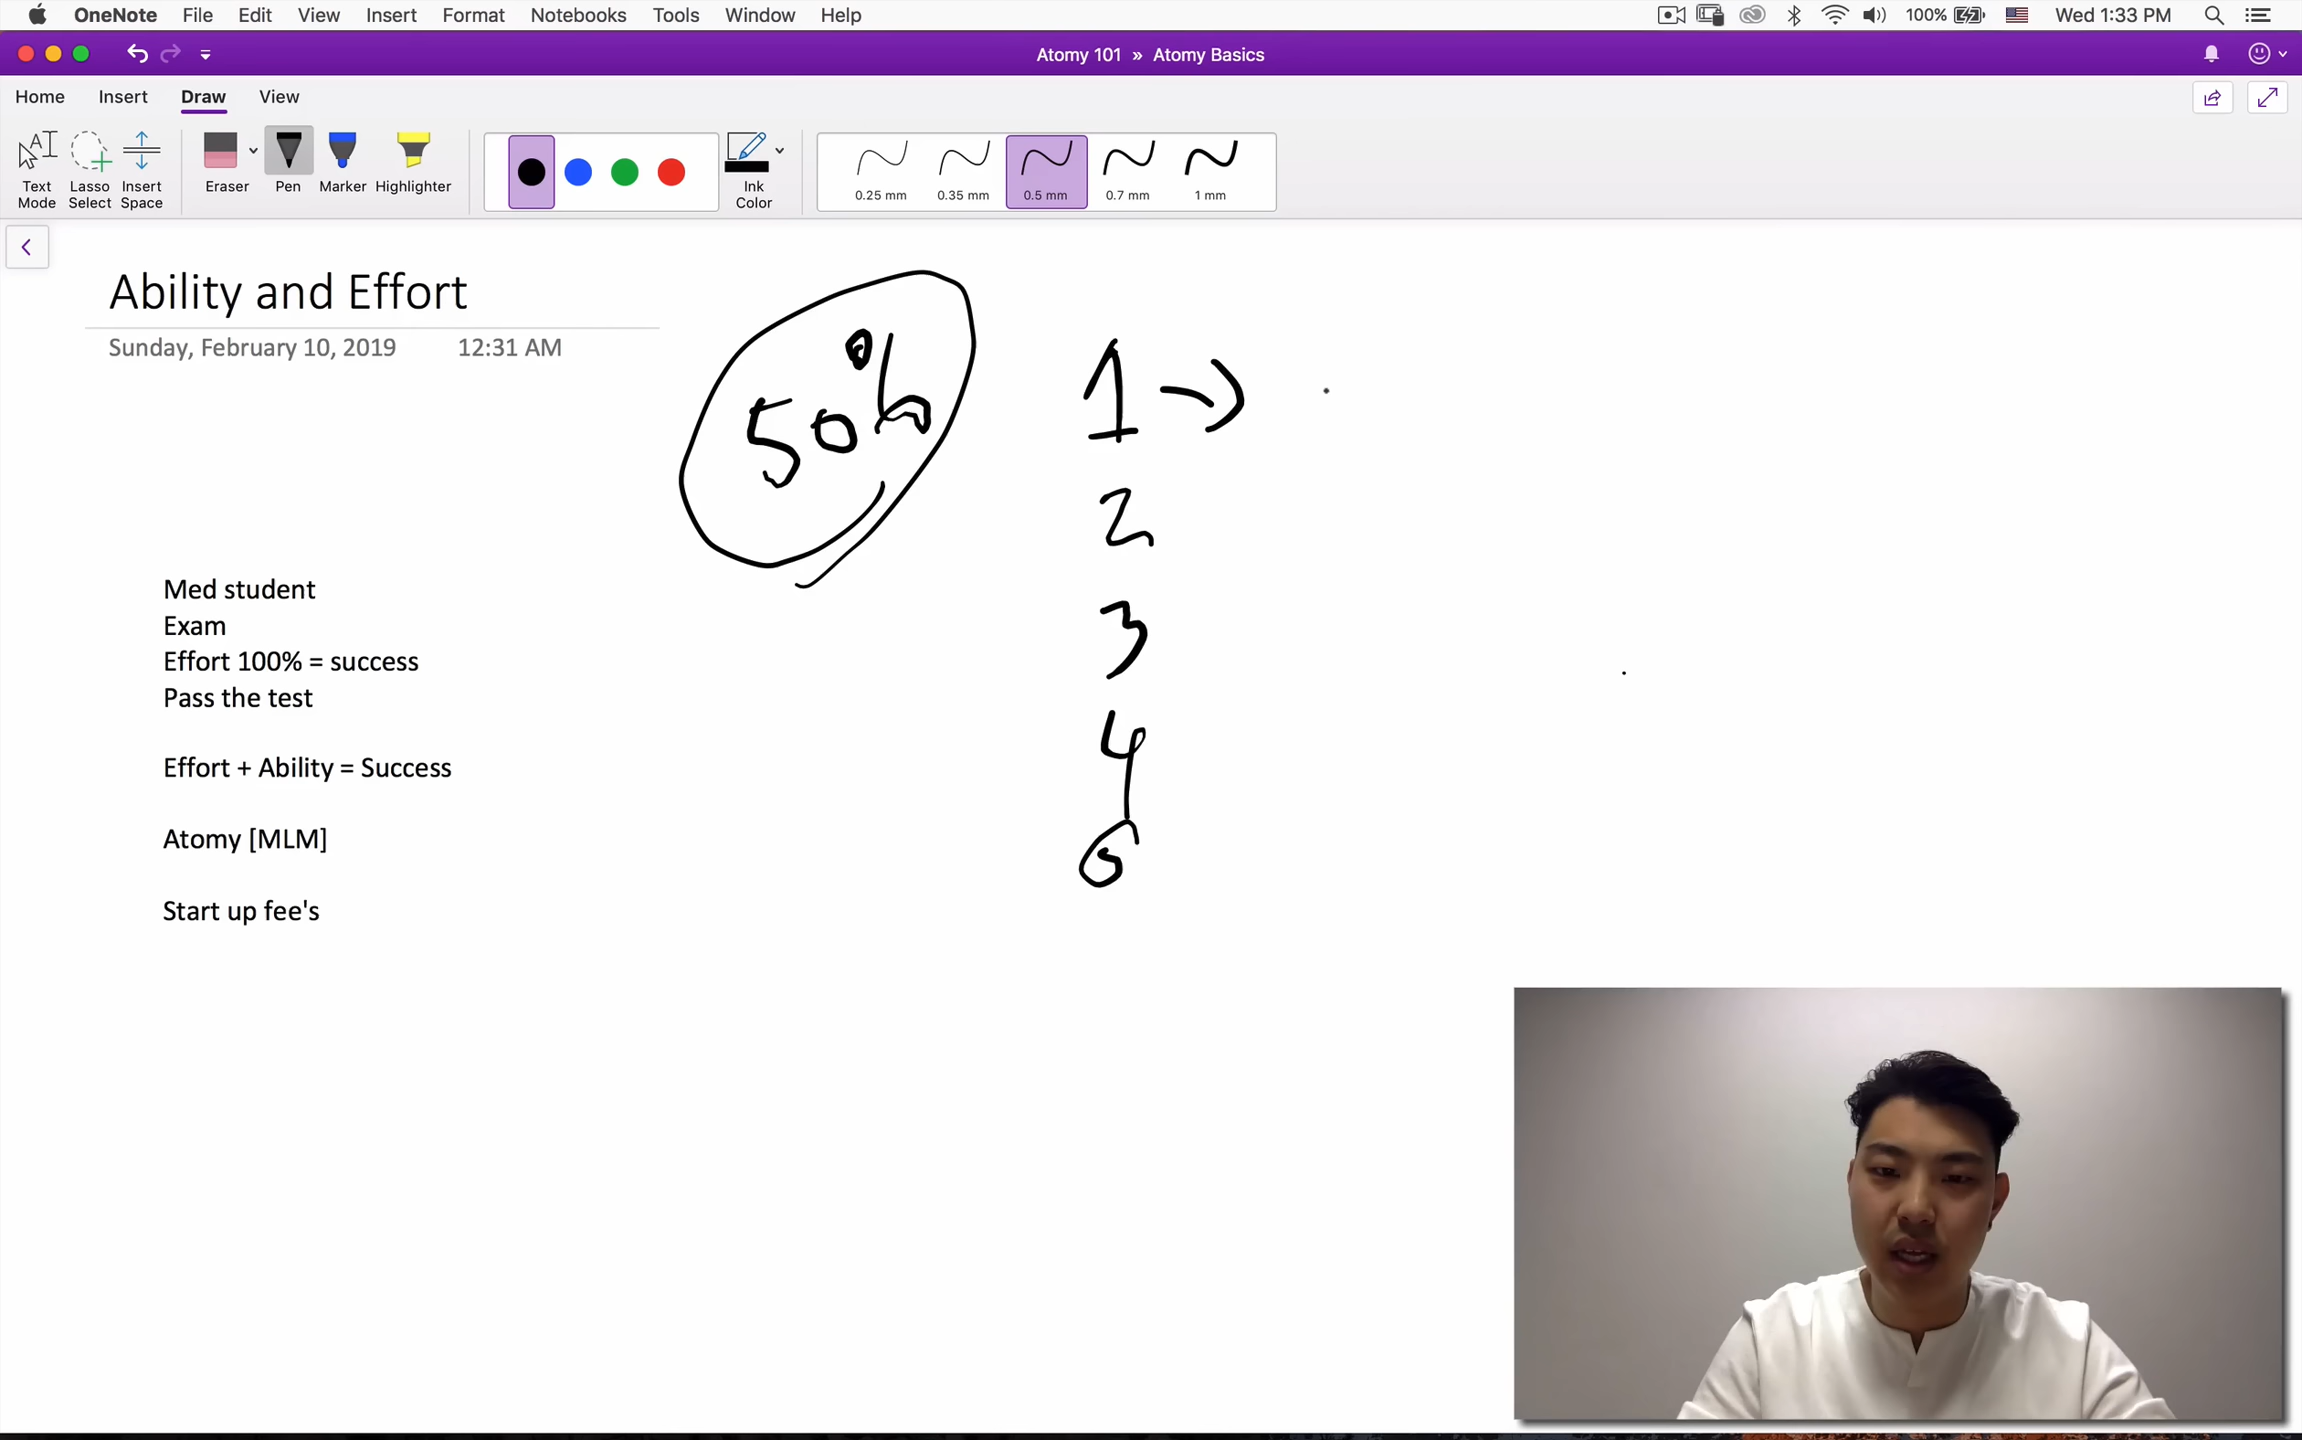 OneNote File Edit View Insert Format Notebooks Tools Window Help 100% Wed 1:33 PM
Atomy 101 » Atomy Basics
Home Insert Draw View
Text Mode Lasso Select Insert Space Eraser Pen Marker Highlighter Ink Color 0.25 mm 0.35 mm 0.5 mm 0.7 mm 1 mm
Ability and Effort
Sunday, February 10, 2019 12:31 AM
50%
1 →
2
3
4
5
Med student
Exam
Effort 100% = success
Pass the test
Effort + Ability = Success
Atomy [MLM]
Start up fee's